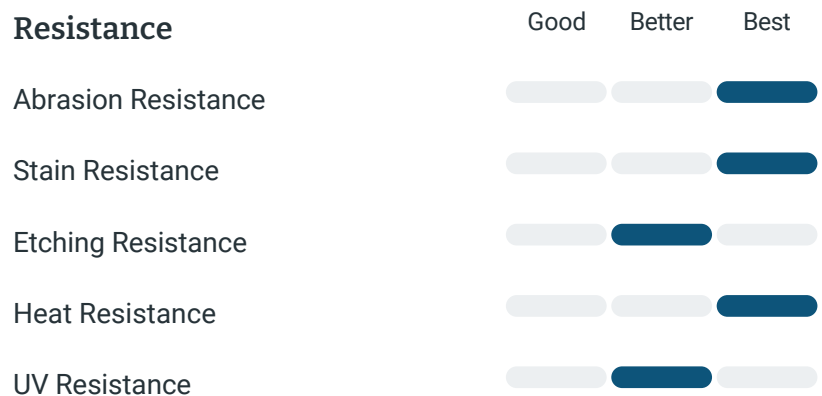 Resistance Good Better Best
Abrasion Resistance
Stain Resistance
Etching Resistance
Heat Resistance
UV Resistance